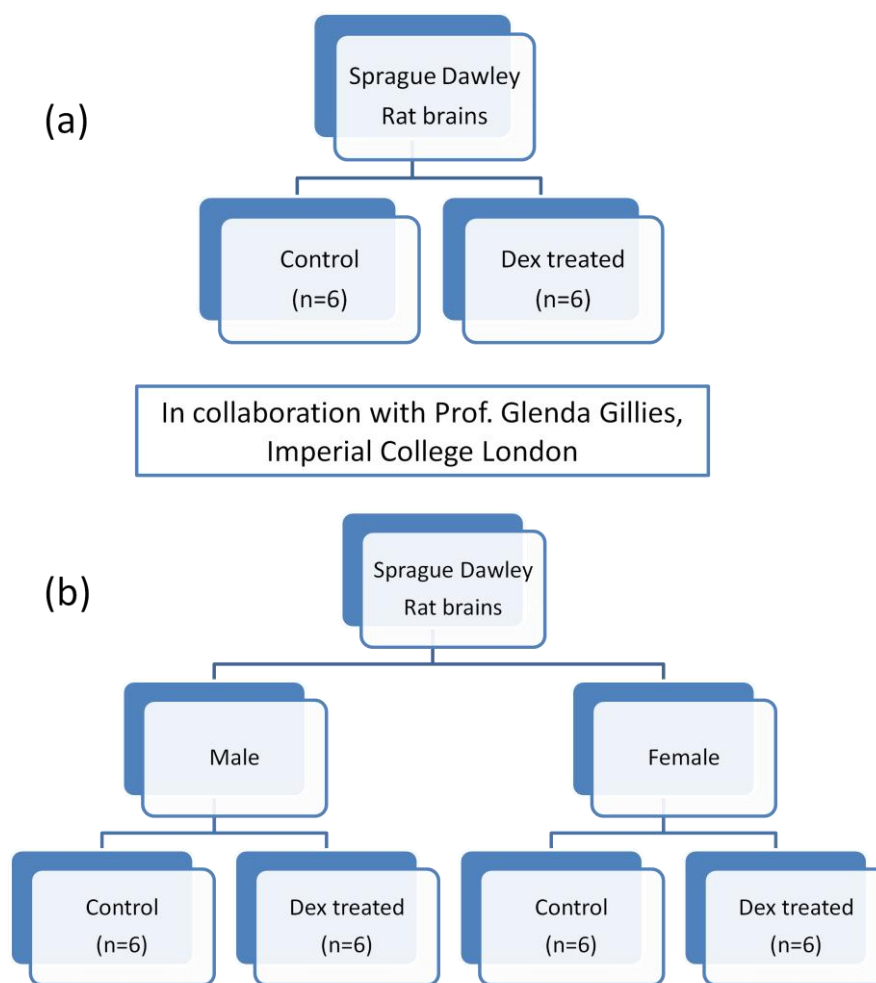 (a)
Sprague Dawley
Rat brains
Control
(n=6)
Dex treated
(n=6)
In collaboration with Prof. Glenda Gillies,
Imperial College London
(b)
Sprague Dawley
Rat brains
Male
Female
Control
(n=6)
Dex treated
(n=6)
Control
(n=6)
Dex treated
(n=6)